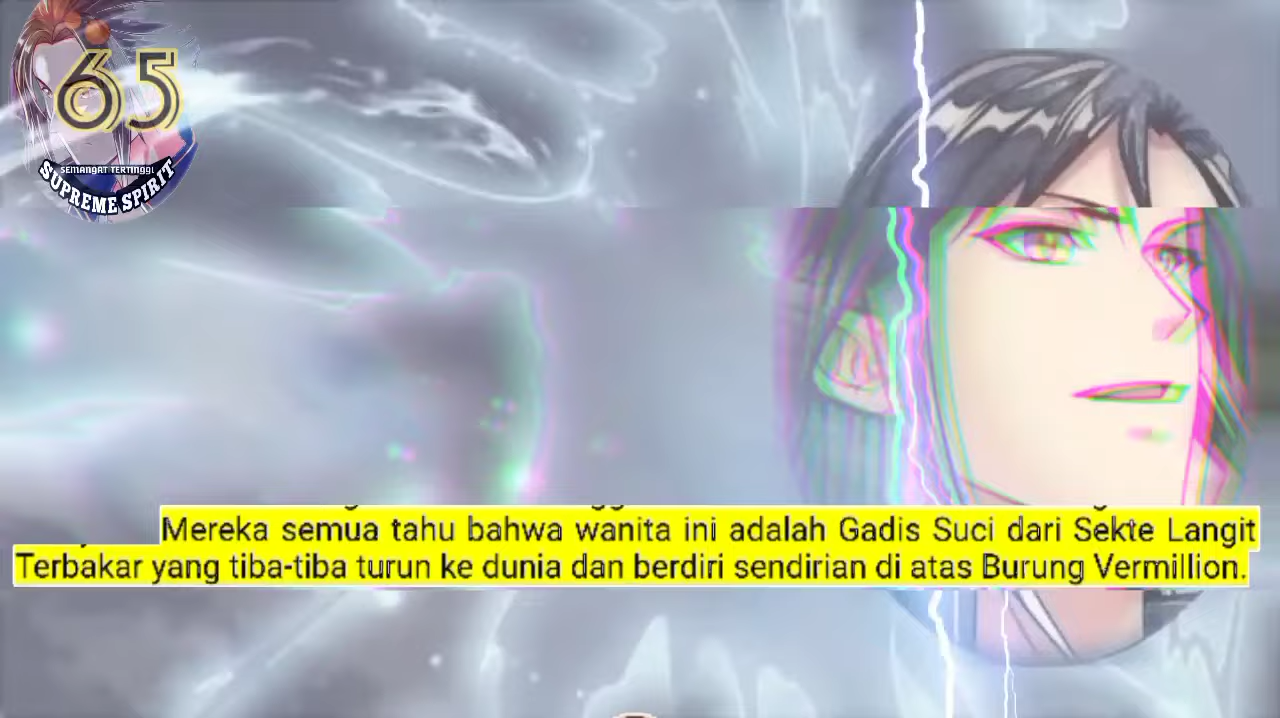 65
SEMANGAT TERTINGGI
SUPREME SPIRIT
Mereka semua tahu bahwa wanita ini adalah Gadis Suci dari Sekte Langit
Terbakar yang tiba-tiba turun ke dunia dan berdiri sendirian di atas Burung Vermillion.